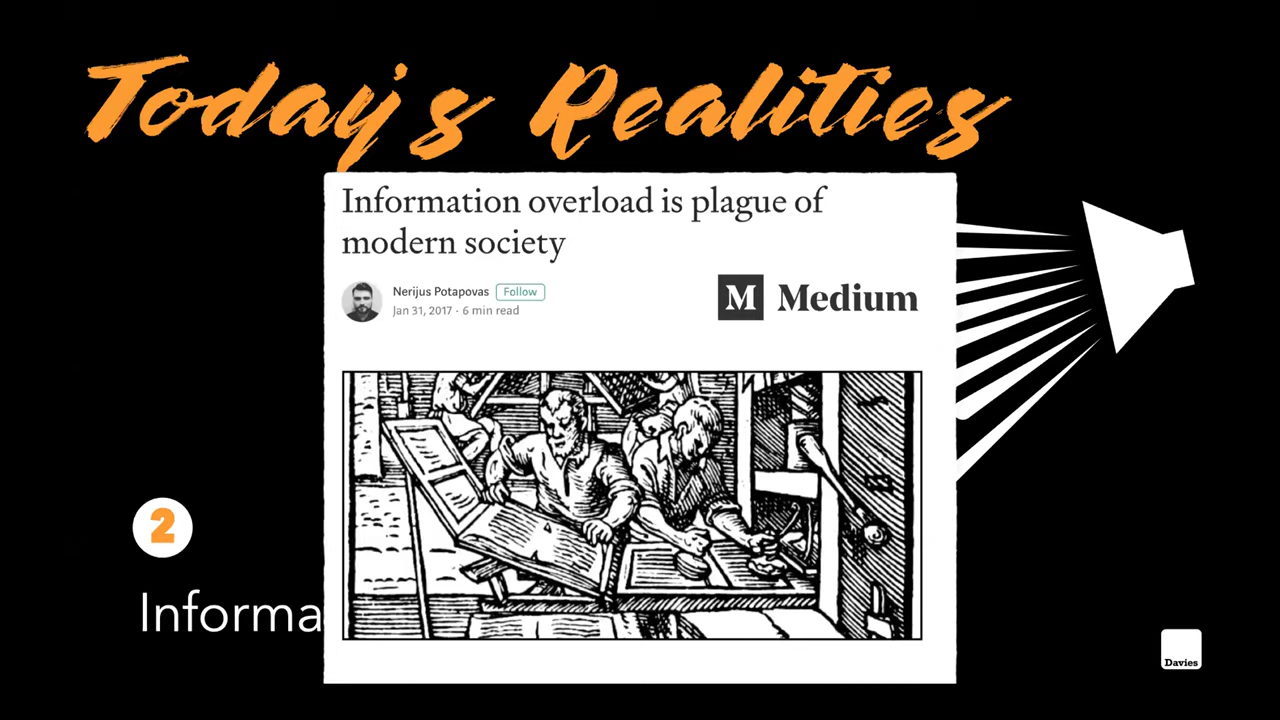 Today's Realities
Information overload is plague of
modern society
Nerijus Potapovas Follow
Jan 31, 2017 · 6 min read
M Medium
2
Informa
Davies